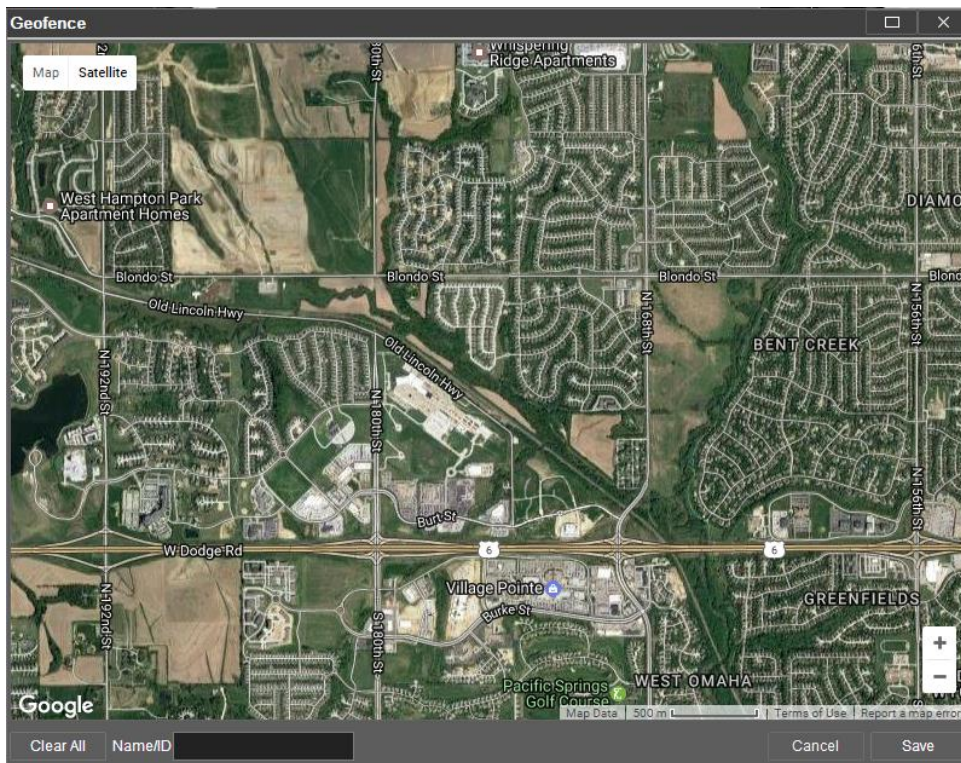 Geofence
Map Satellite
Whispering
Ridge Apartments
West Hampton Park
Apartment Homes
DIAMO
Blondo St
Blondo St
Blondo St
Blond
Old Lincoln Hwy
Old Lincoln Hwy
N 168th St
N 156th St
BENT CREEK
N 192nd St
N 180th St
N 156th St
Burt St
W Dodge Rd
6
6
Village Pointe
Burke St
GREENFIELDS
N 192nd St
S 180th St
WEST OMAHA
Pacific Springs
Golf Course
+
−
Google
Map Data 500 m Terms of Use Report a map error
Clear All Name/ID Cancel Save